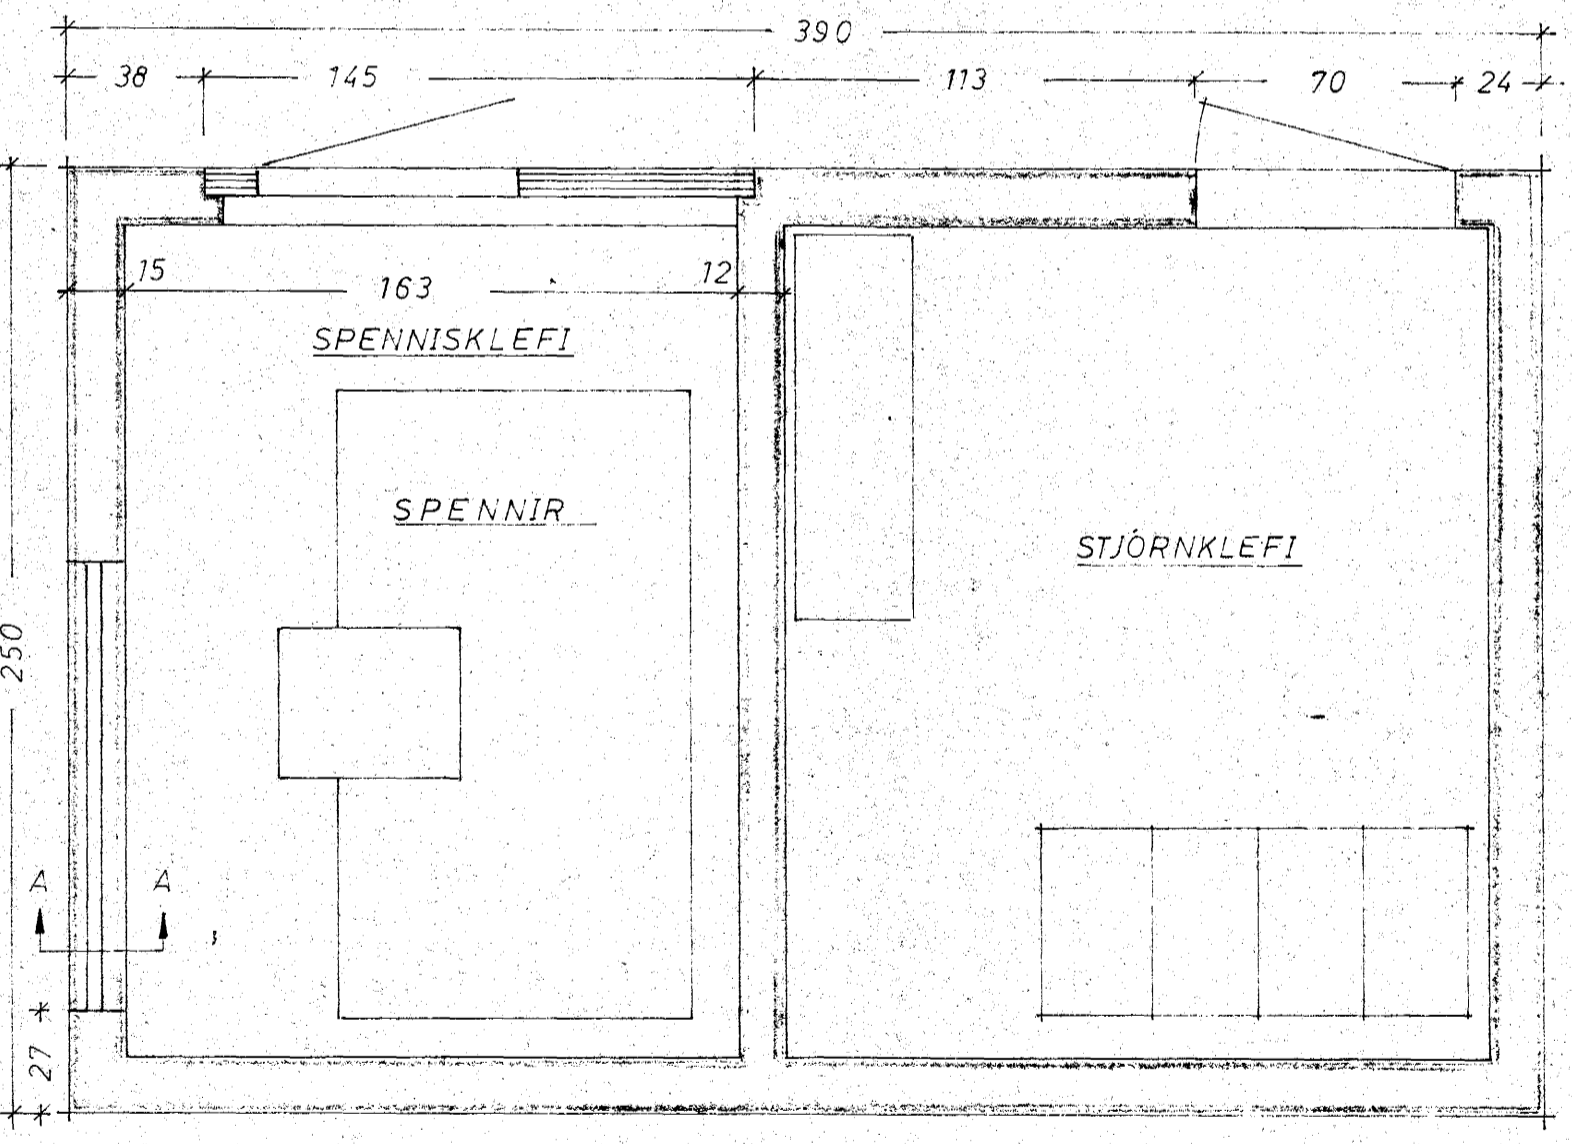 390
38 145 113 70 24
15 163 12
SPENNISKLEFI
SPENNIR
STJÓRNKLEFI
250
A A
27